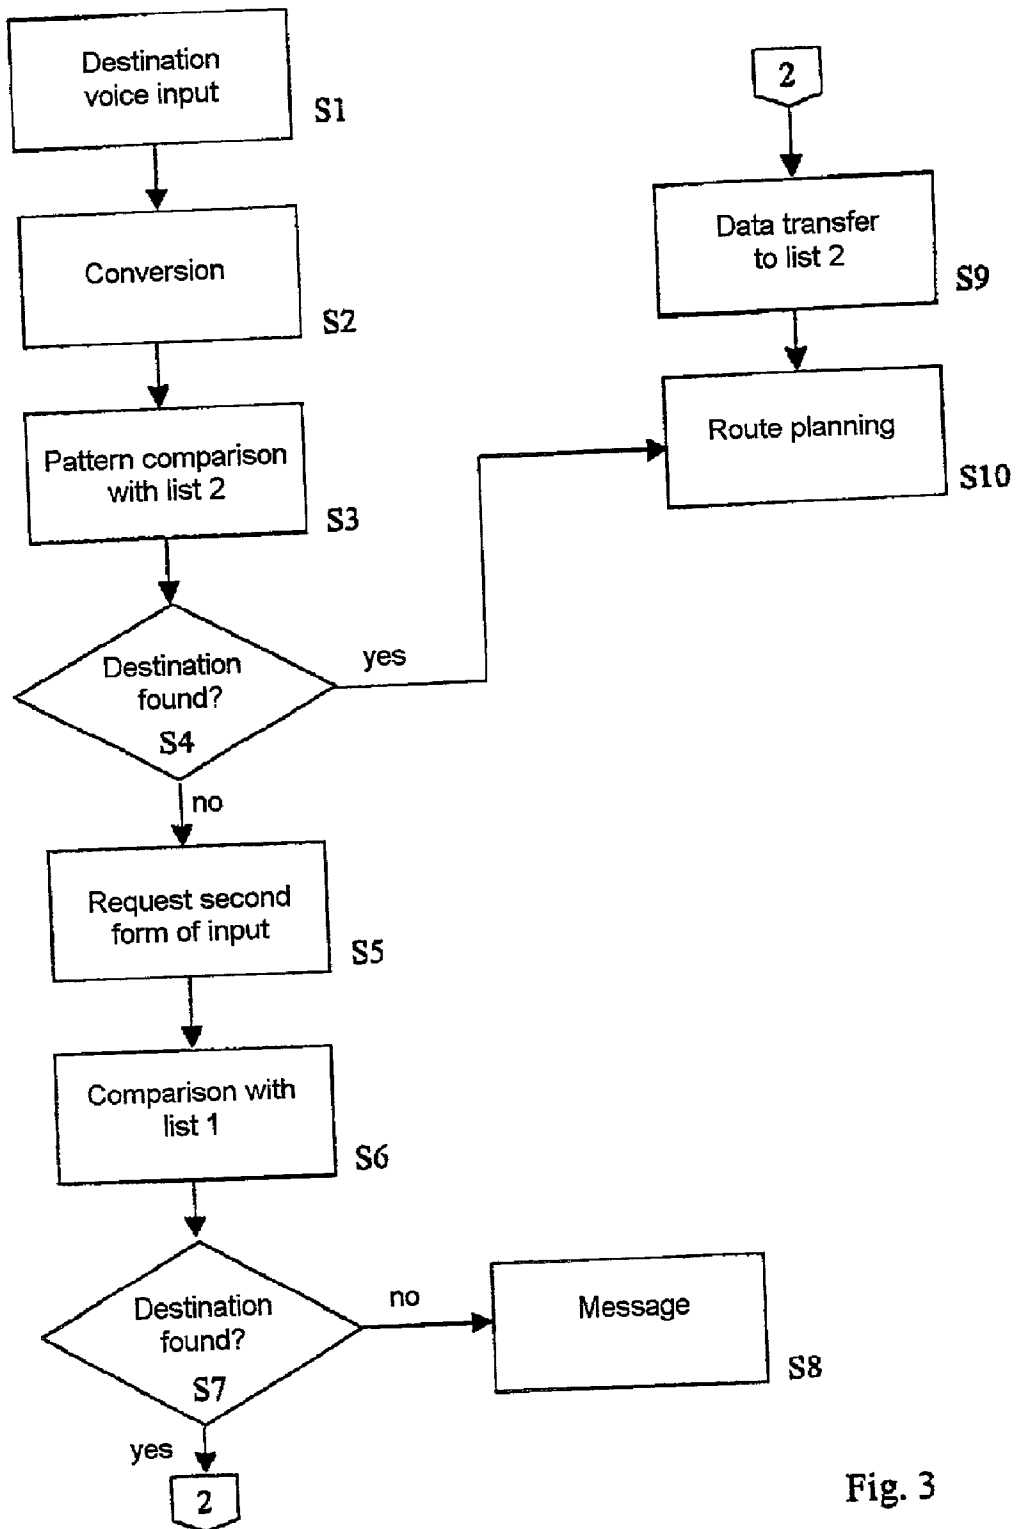 Destination
voice input
S1
Conversion
S2
Pattern comparison
with list 2
S3
Destination
found?
S4
yes
no
Request second
form of input
S5
Comparison with
list 1
S6
Destination
found?
S7
no
Message
S8
yes
2
2
Data transfer
to list 2
S9
Route planning
S10
Fig. 3